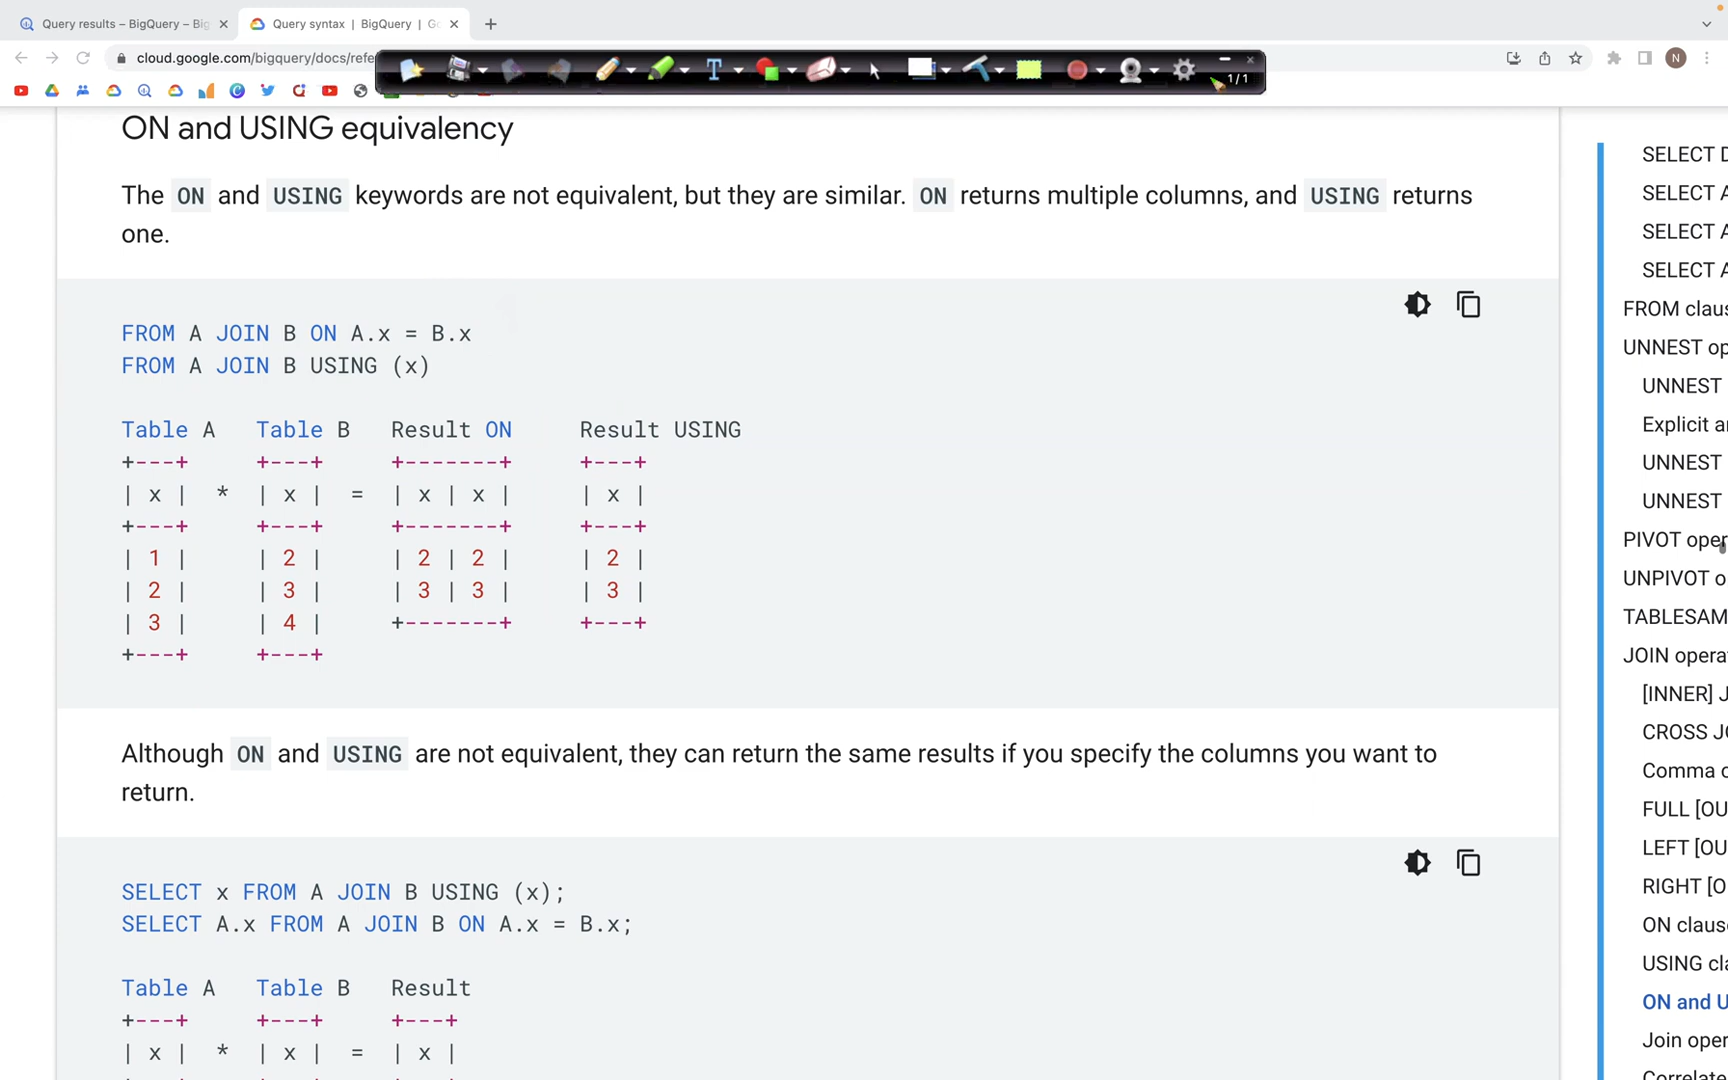 Query results – BigQuery – Big
Query syntax | BigQuery | Go
cloud.google.com/bigquery/docs/refe
T
1/1
N
ON and USING equivalency
The ON and USING keywords are not equivalent, but they are similar. ON returns multiple columns, and USING returns
one.
FROM A JOIN B ON A.x = B.x
FROM A JOIN B USING (x)
Table A   Table B   Result ON     Result USING
+---+     +---+     +-------+     +---+
| x |  *  | x |  =  | x | x |     | x |
+---+     +---+     +-------+     +---+
| 1 |     | 2 |     | 2 | 2 |     | 2 |
| 2 |     | 3 |     | 3 | 3 |     | 3 |
| 3 |     | 4 |     +-------+     +---+
+---+     +---+
Although ON and USING are not equivalent, they can return the same results if you specify the columns you want to
return.
SELECT x FROM A JOIN B USING (x);
SELECT A.x FROM A JOIN B ON A.x = B.x;
Table A   Table B   Result
+---+     +---+     +---+
| x |  *  | x |  =  | x |
SELECT D
SELECT A
SELECT A
SELECT A
FROM claus
UNNEST op
UNNEST
Explicit an
UNNEST
UNNEST
PIVOT oper
UNPIVOT o
TABLESAM
JOIN operat
[INNER] J
CROSS JO
Comma c
FULL [OU
LEFT [OU
RIGHT [O
ON clause
USING cla
ON and U
Join oper